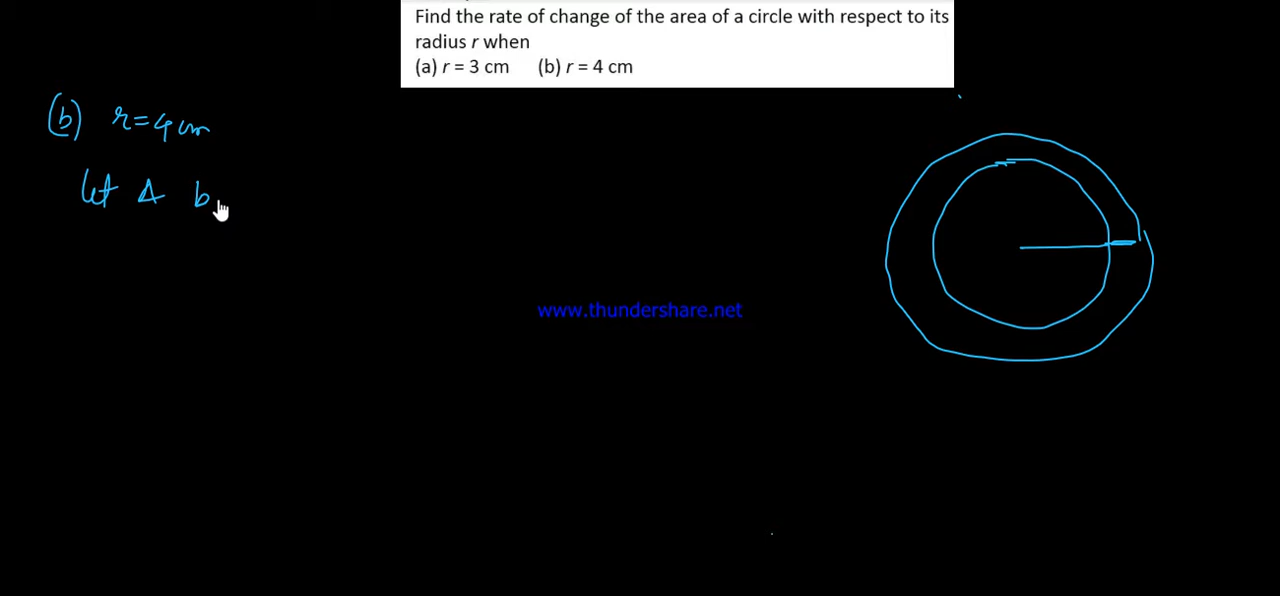 Find the rate of change of the area of a circle with respect to its
radius r when
(a) r = 3 cm (b) r = 4 cm
(b) r = 4 cm
let A b
www.thundershare.net